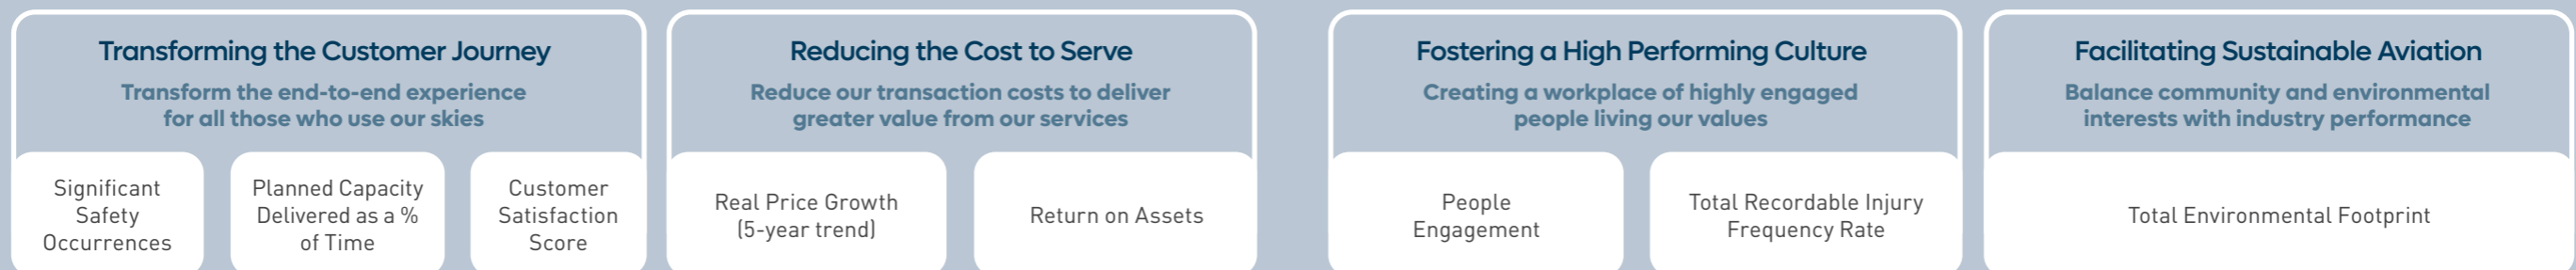 Transforming the Customer Journey
Transform the end-to-end experience
for all those who use our skies
Significant
Safety
Occurrences
Planned Capacity
Delivered as a %
of Time
Customer
Satisfaction
Score
Reducing the Cost to Serve
Reduce our transaction costs to deliver
greater value from our services
Real Price Growth
(5-year trend)
Return on Assets
Fostering a High Performing Culture
Creating a workplace of highly engaged
people living our values
People
Engagement
Total Recordable Injury
Frequency Rate
Facilitating Sustainable Aviation
Balance community and environmental
interests with industry performance
Total Environmental Footprint